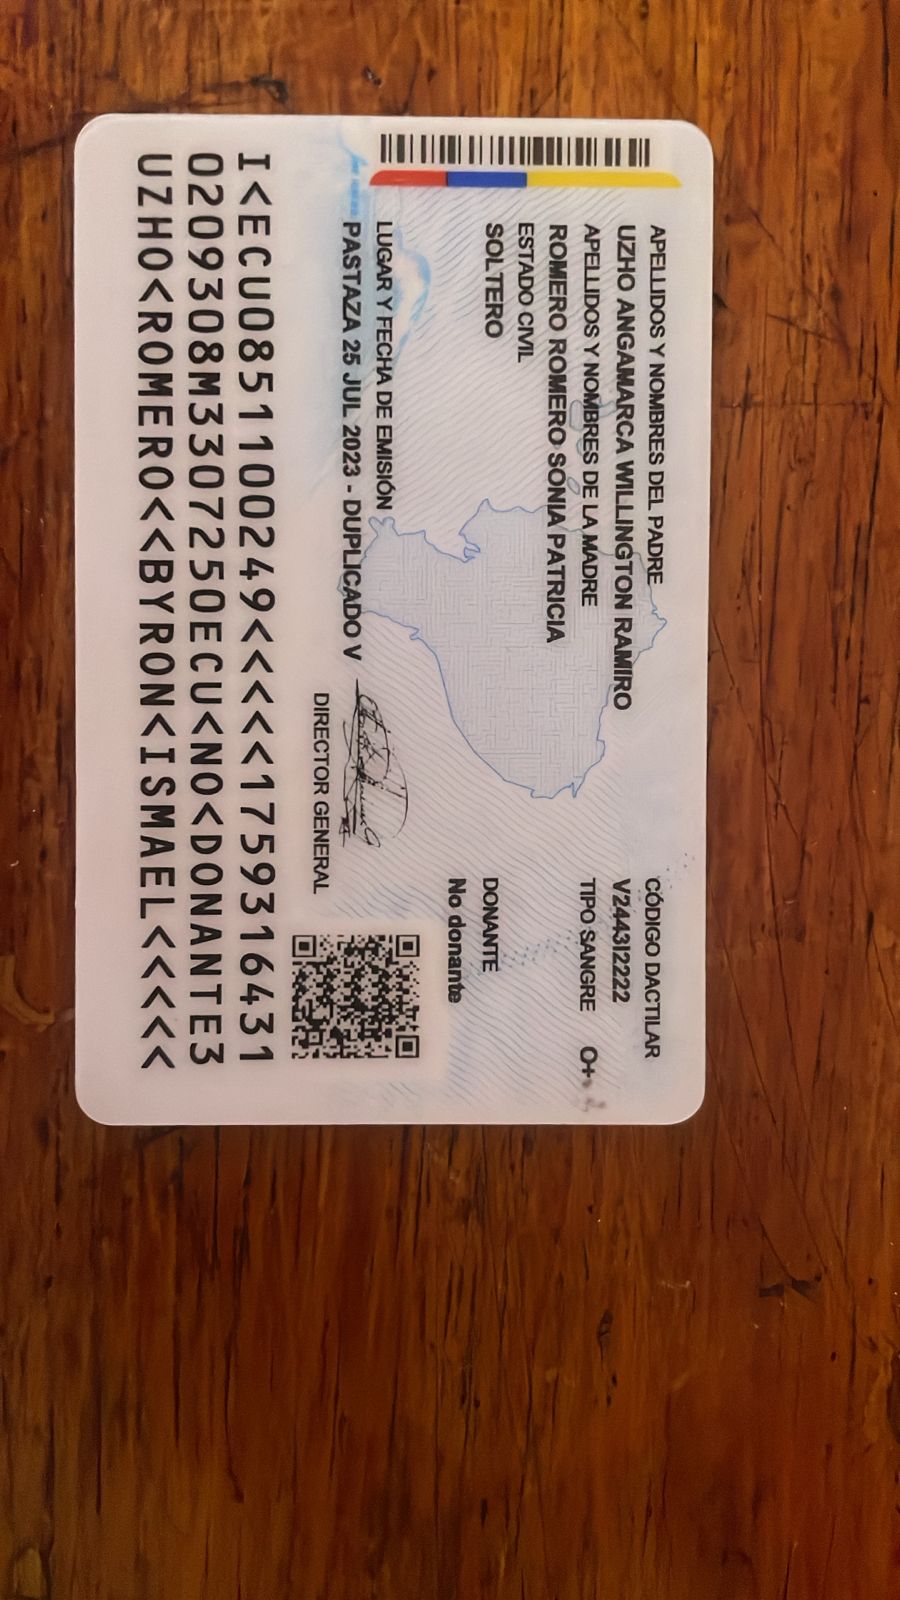 APELLIDOS Y NOMBRES DEL PADRE
UZHO ANGAMARCA WILLINGTON RAMIRO
APELLIDOS Y NOMBRES DE LA MADRE
ROMERO ROMERO SONIA PATRICIA
ESTADO CIVIL
SOLTERO
CÓDIGO DACTILAR
V2443I2222
TIPO SANGRE O+
DONANTE
No donante
LUGAR Y FECHA DE EMISIÓN
PASTAZA 25 JUL 2023 - DUPLICADO V
DIRECTOR GENERAL
I<ECU0851100249<<<<<<1759316431
0209308M3307250ECU<NO<DONANTE3
UZHO<ROMERO<<BYRON<ISMAEL<<<<<